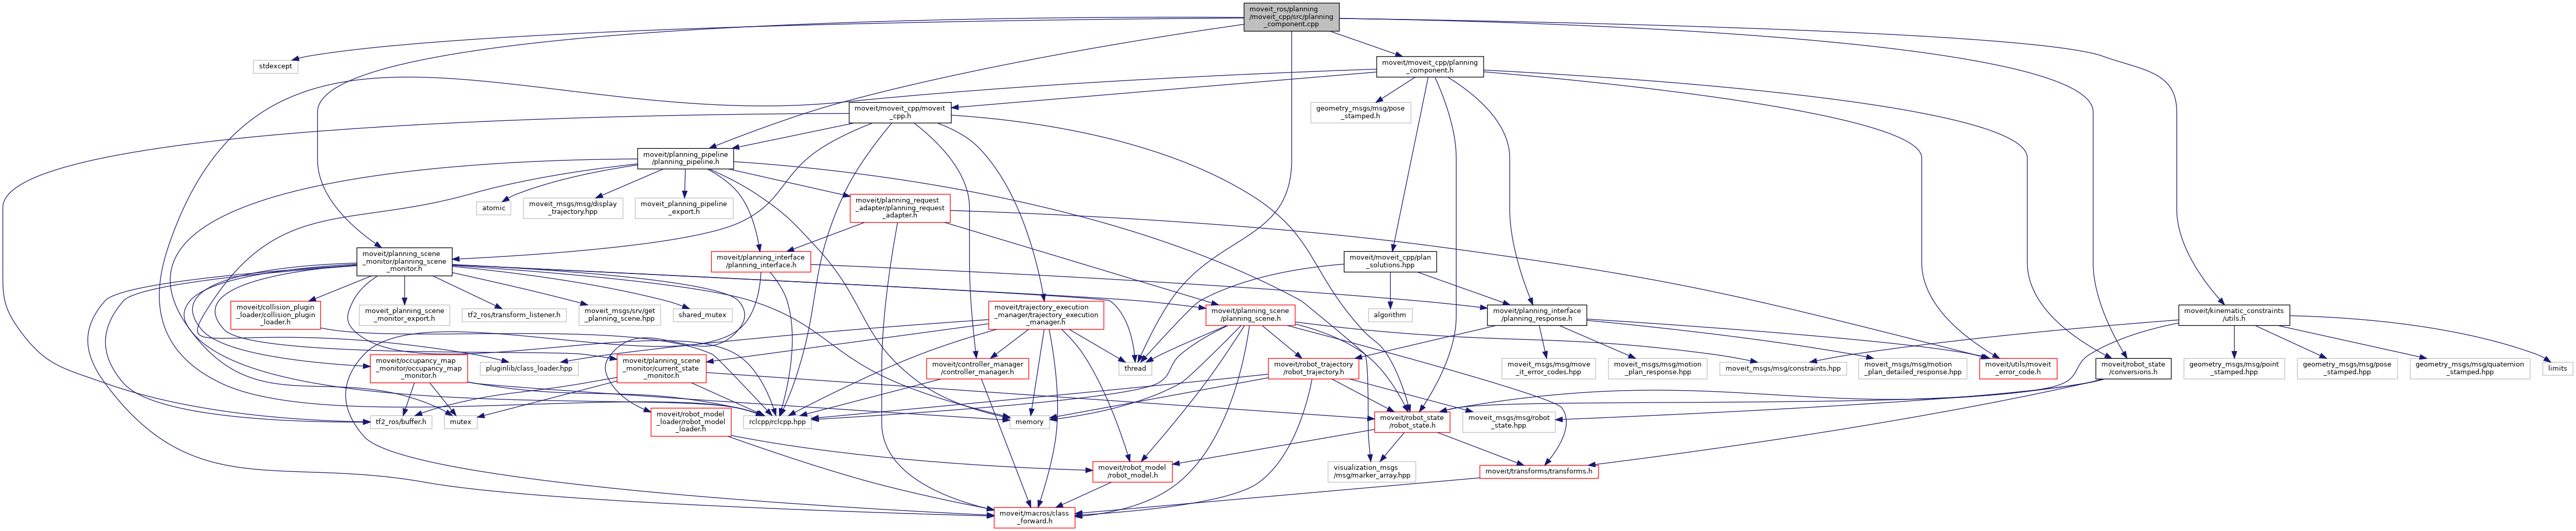 moveit_ros/planning
/moveit_cpp/src/planning
_component.cpp
stdexcept
moveit/moveit_cpp/planning
_component.h
moveit/moveit_cpp/moveit
_cpp.h
geometry_msgs/msg/pose
_stamped.h
moveit/planning_pipeline
/planning_pipeline.h
atomic
moveit_msgs/msg/display
_trajectory.hpp
moveit_planning_pipeline
_export.h
moveit/planning_request
_adapter/planning_request
_adapter.h
moveit/planning_scene
_monitor/planning_scene
_monitor.h
moveit/planning_interface
/planning_interface.h
moveit/moveit_cpp/plan
_solutions.hpp
moveit/collision_plugin
_loader/collision_plugin
_loader.h
moveit_planning_scene
_monitor_export.h
tf2_ros/transform_listener.h
moveit_msgs/srv/get
_planning_scene.hpp
shared_mutex
moveit/trajectory_execution
_manager/trajectory_execution
_manager.h
moveit/planning_scene
/planning_scene.h
algorithm
moveit/planning_interface
/planning_response.h
moveit/kinematic_constraints
/utils.h
moveit/occupancy_map
_monitor/occupancy_map
_monitor.h
pluginlib/class_loader.hpp
moveit/planning_scene
_monitor/current_state
_monitor.h
moveit/controller_manager
/controller_manager.h
thread
moveit/robot_trajectory
/robot_trajectory.h
moveit_msgs/msg/move
_it_error_codes.hpp
moveit_msgs/msg/motion
_plan_response.hpp
moveit_msgs/msg/constraints.hpp
moveit_msgs/msg/motion
_plan_detailed_response.hpp
moveit/utils/moveit
_error_code.h
moveit/robot_state
/conversions.h
geometry_msgs/msg/point
_stamped.hpp
geometry_msgs/msg/pose
_stamped.hpp
geometry_msgs/msg/quaternion
_stamped.hpp
limits
tf2_ros/buffer.h
mutex
moveit/robot_model
_loader/robot_model
_loader.h
rclcpp/rclcpp.hpp
memory
moveit/robot_state
/robot_state.h
moveit_msgs/msg/robot
_state.hpp
moveit/robot_model
/robot_model.h
visualization_msgs
/msg/marker_array.hpp
moveit/transforms/transforms.h
moveit/macros/class
_forward.h